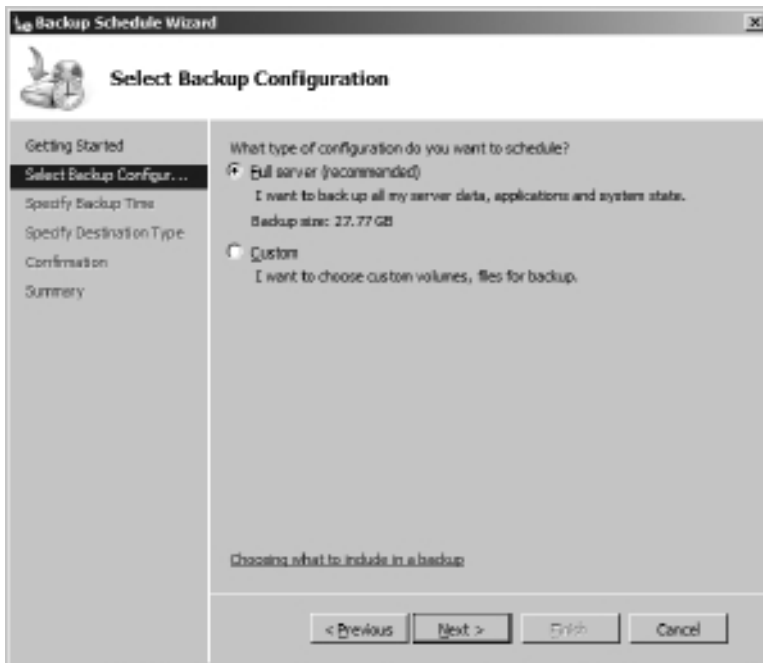 Backup Schedule Wizard
Select Backup Configuration
Getting Started
Select Backup Configur...
Specify Backup Time
Specify Destination Type
Confirmation
Summary
What type of configuration do you want to schedule?
Full server (recommended)
I want to back up all my server data, applications and system state.
Backup size: 27.77 GB
Custom
I want to choose custom volumes, files for backup.
Choosing what to include in a backup
< Previous
Next >
Finish
Cancel